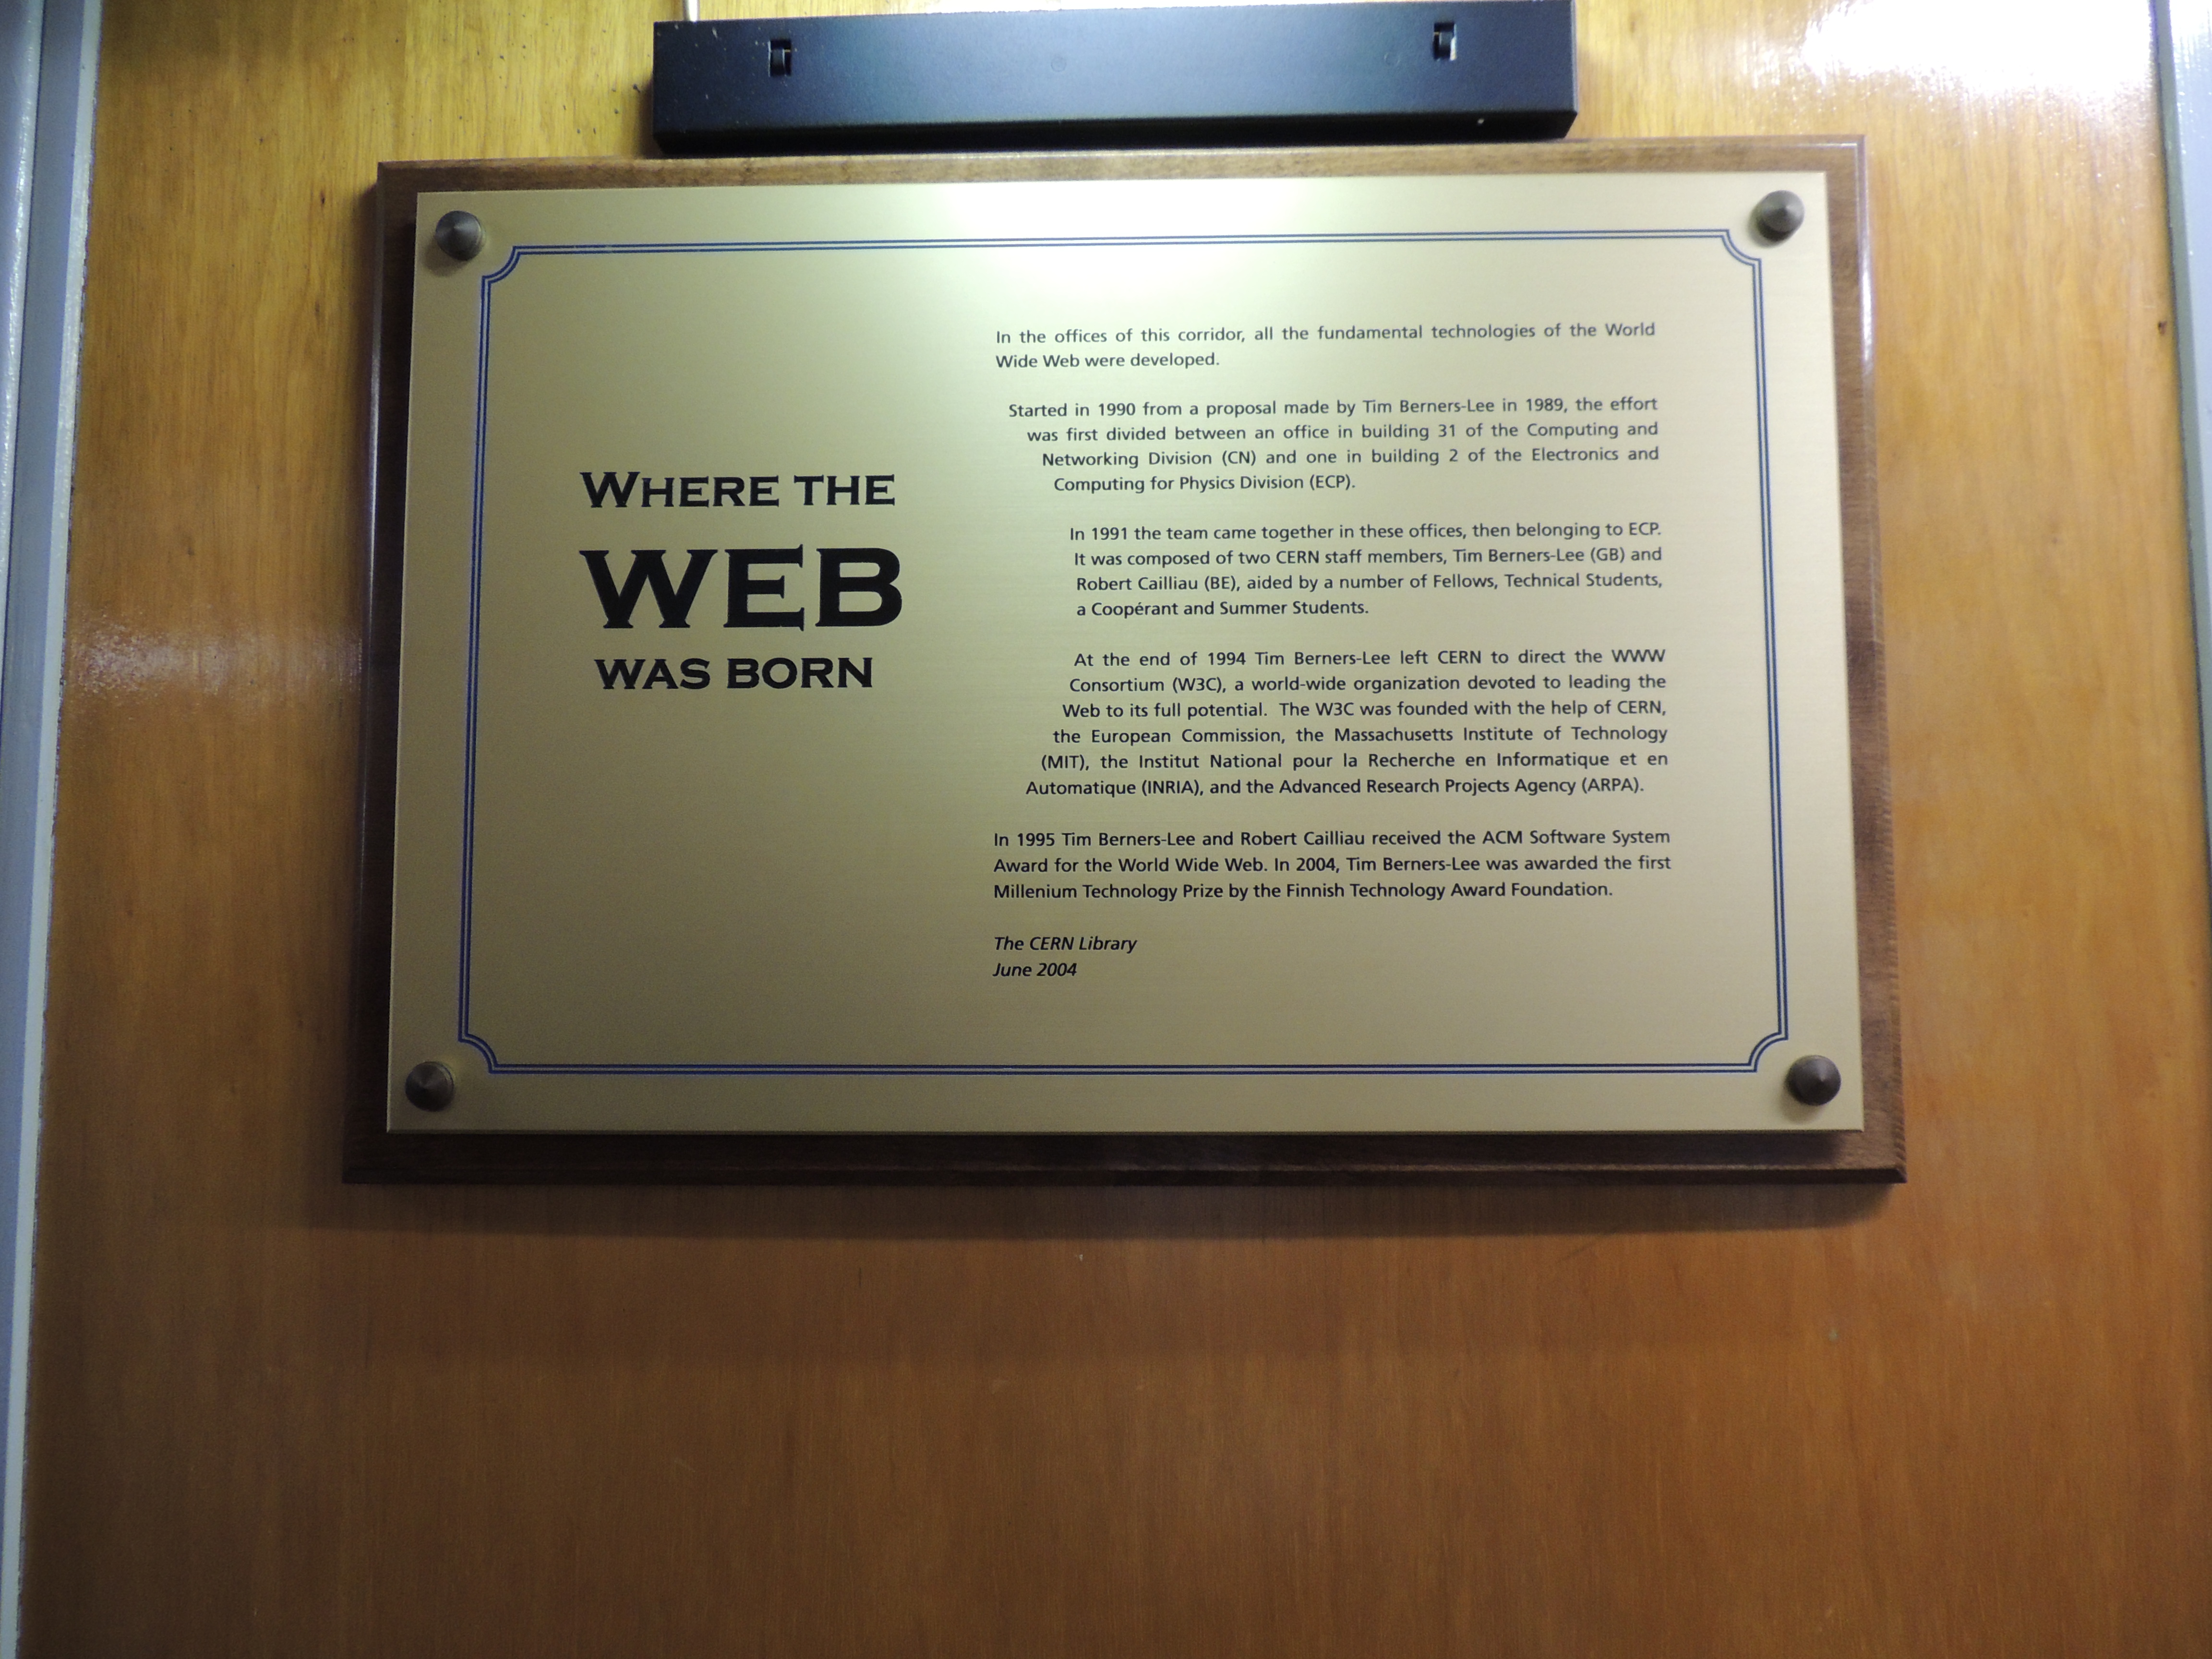 WHERE THE
WEB
WAS BORN
In the offices of this corridor, all the fundamental technologies of the World
Wide Web were developed.
Started in 1990 from a proposal made by Tim Berners-Lee in 1989, the effort
was first divided between an office in building 31 of the Computing and
Networking Division (CN) and one in building 2 of the Electronics and
Computing for Physics Division (ECP).
In 1991 the team came together in these offices, then belonging to ECP.
It was composed of two CERN staff members, Tim Berners-Lee (GB) and
Robert Cailliau (BE), aided by a number of Fellows, Technical Students,
a Coopérant and Summer Students.
At the end of 1994 Tim Berners-Lee left CERN to direct the WWW
Consortium (W3C), a world-wide organization devoted to leading the
Web to its full potential. The W3C was founded with the help of CERN,
the European Commission, the Massachusetts Institute of Technology
(MIT), the Institut National pour la Recherche en Informatique et en
Automatique (INRIA), and the Advanced Research Projects Agency (ARPA).
In 1995 Tim Berners-Lee and Robert Cailliau received the ACM Software System
Award for the World Wide Web. In 2004, Tim Berners-Lee was awarded the first
Millenium Technology Prize by the Finnish Technology Award Foundation.
The CERN Library
June 2004